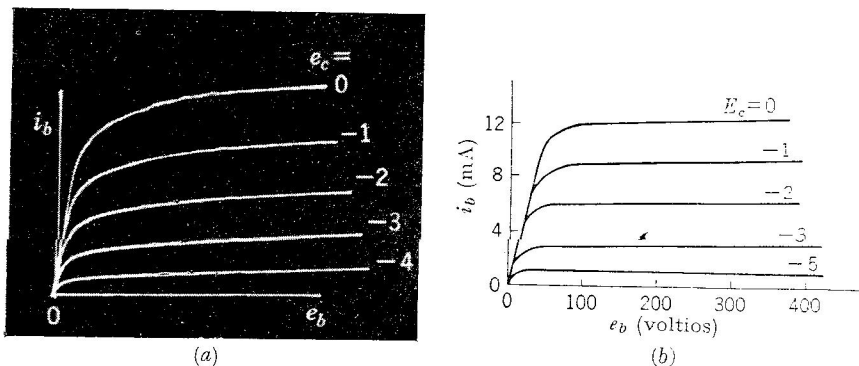 e_c =
0
i_b
-1
-2
-3
-4
0
e_b
(a)
i_b (mA)
12
8
4
0
E_c=0
-1
-2
-3
-5
0
100
200
300
400
e_b (voltios)
(b)